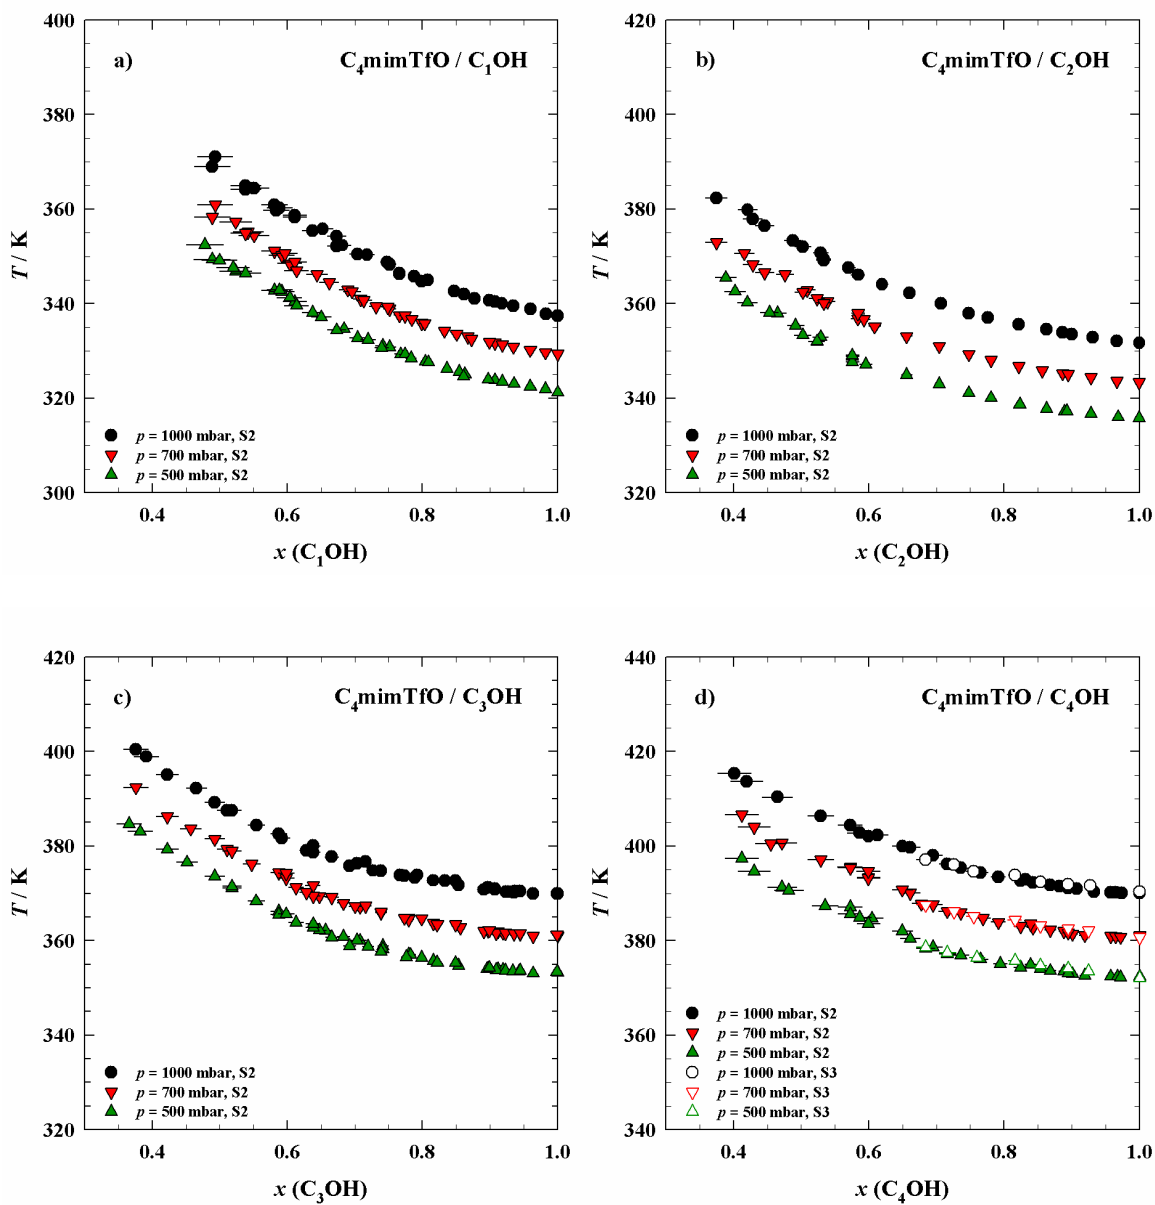 a) C₄mimTfO / C₁OH
400
380
360
340
320
300
T / K
p = 1000 mbar, S2
p = 700 mbar, S2
p = 500 mbar, S2
0.4 0.6 0.8 1.0
x (C₁OH)
b) C₄mimTfO / C₂OH
420
400
380
360
340
320
T / K
p = 1000 mbar, S2
p = 700 mbar, S2
p = 500 mbar, S2
0.4 0.6 0.8 1.0
x (C₂OH)
c) C₄mimTfO / C₃OH
420
400
380
360
340
320
T / K
p = 1000 mbar, S2
p = 700 mbar, S2
p = 500 mbar, S2
0.4 0.6 0.8 1.0
x (C₃OH)
d) C₄mimTfO / C₄OH
440
420
400
380
360
340
T / K
p = 1000 mbar, S2
p = 700 mbar, S2
p = 500 mbar, S2
p = 1000 mbar, S3
p = 700 mbar, S3
p = 500 mbar, S3
0.4 0.6 0.8 1.0
x (C₄OH)